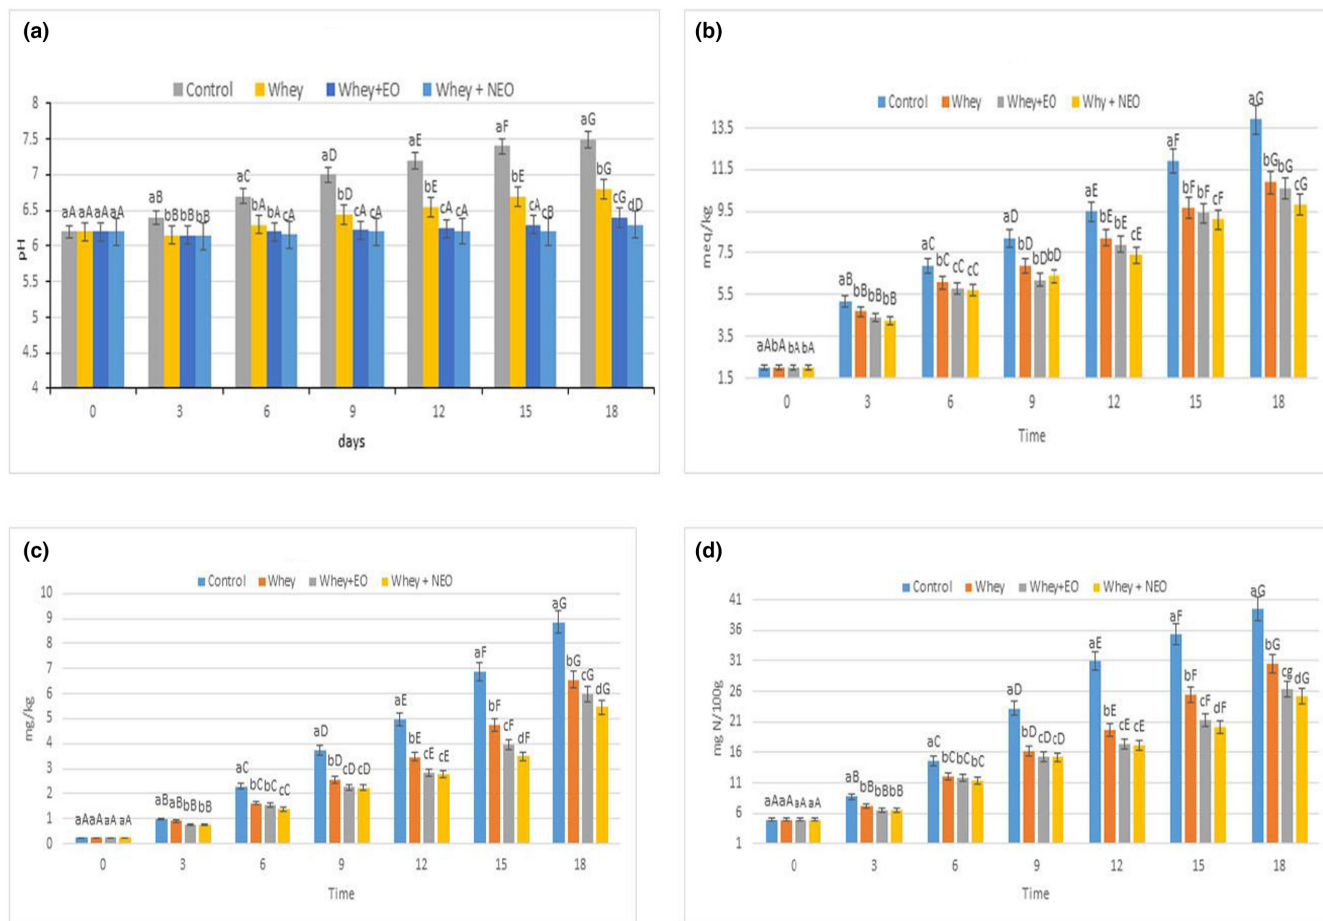 (a)
Control Whey Whey+EO Whey + NEO
8
7.5
7
6.5
6
5.5
5
4.5
4
pH
aA aA aA aA
aB bB bB bB
aC bA bA cA
aD bD cA cA
aE bE cA cA
aF bE cA cB
aG bG cG dD
0 3 6 9 12 15 18
days
(b)
Control Whey Whey+EO Why + NEO
13.5
11.5
9.5
7.5
5.5
3.5
1.5
meq/kg
aA bA bA bA
aB bB bB bB
aC bC cC cC
aD bD bD bD
aE bE bE cE
aF bF bF cF
aG bG bG cG
0 3 6 9 12 15 18
Time
(c)
Control Whey Whey+EO Whey + NEO
10
9
8
7
6
5
4
3
2
1
0
mg/kg
aA aA aA aA
aB aB bB bB
aC bC bC cC
aD bD cD cD
aE bE cE cE
aF bF cF dF
aG bG cG dG
0 3 6 9 12 15 18
Time
(d)
Control Whey Whey+EO Whey + NEO
41
36
31
26
21
16
11
6
1
mg N/100g
aA aA aA aA
aB bB bB bB
aC bC bC bC
aD bD cD cD
aE bE cE cE
aF bF cF dF
aG bG cg dG
0 3 6 9 12 15 18
Time